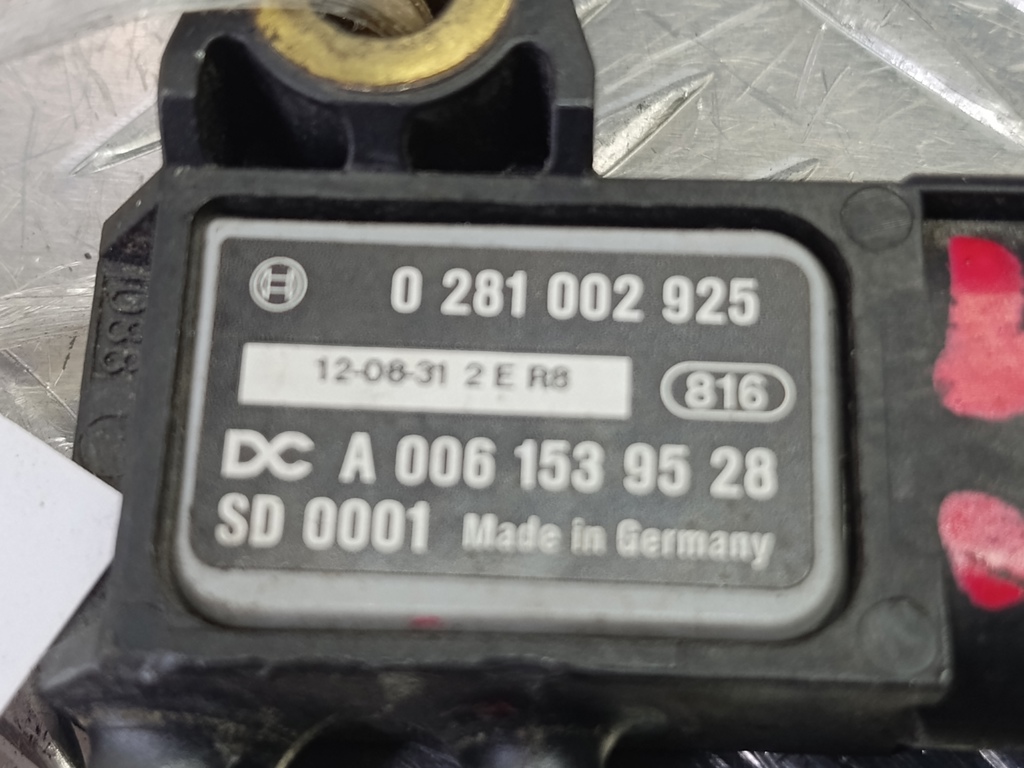 0 281 002 925
12-08-31 2 E R8
816
DC A 006 153 95 28
SD 0001 Made in Germany